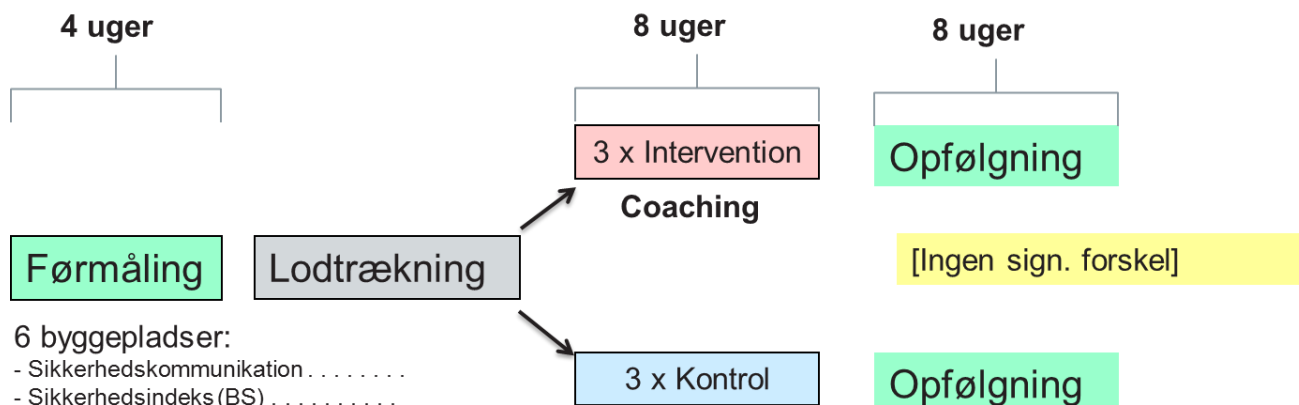 4 uger
8 uger
8 uger
3 x Intervention
Opfølgning
Coaching
Førmåling
Lodtrækning
[Ingen sign. forskel]
6 byggepladser:
- Sikkerhedskommunikation . . . . . . . .
- Sikkerhedsindeks (BS) . . . . . . . . . .
3 x Kontrol
Opfølgning